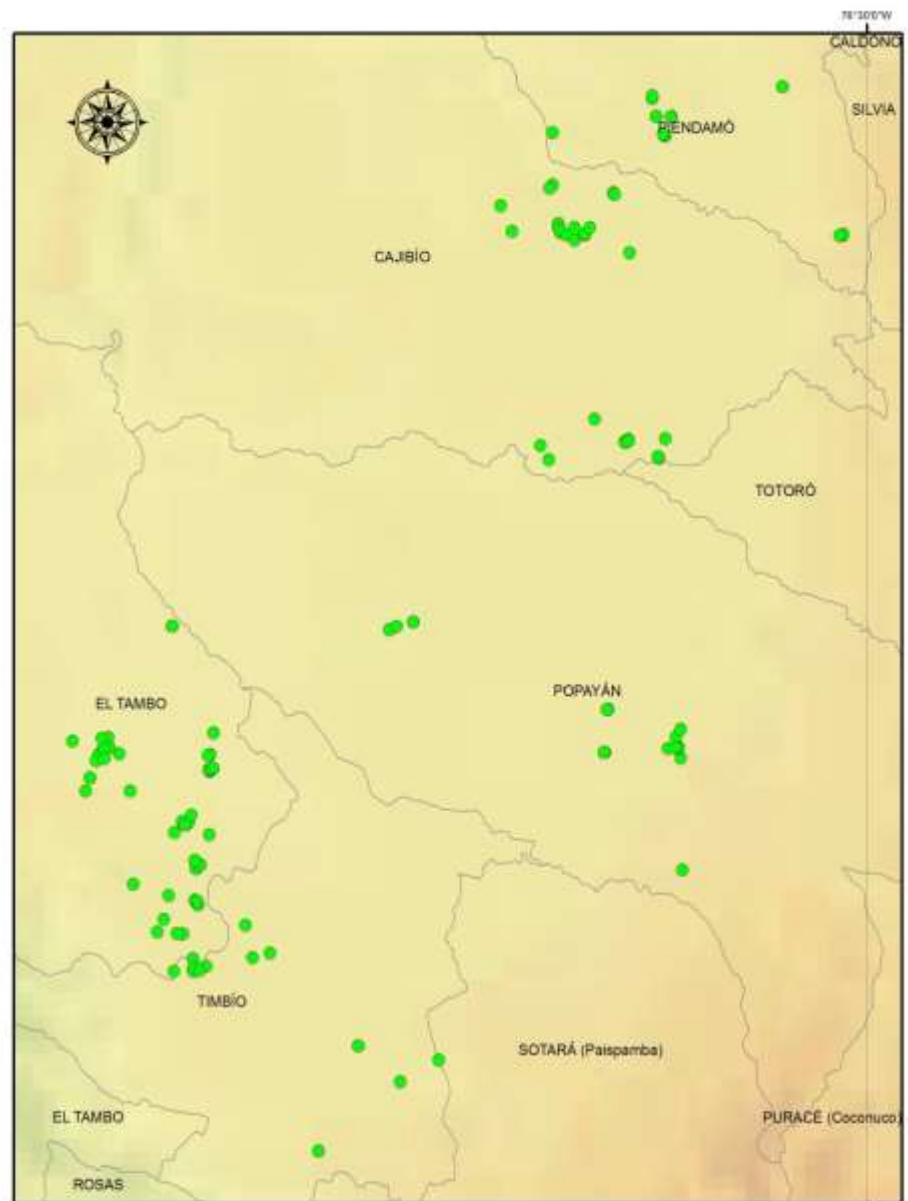 76°30'0"W
CALDONO
SILVIA
PIENDAMÓ
CAJIBÍO
TOTORÓ
POPAYÁN
EL TAMBO
TIMBÍO
SOTARÁ (Paispamba)
EL TAMBO
PURACÉ (Coconuco)
ROSAS